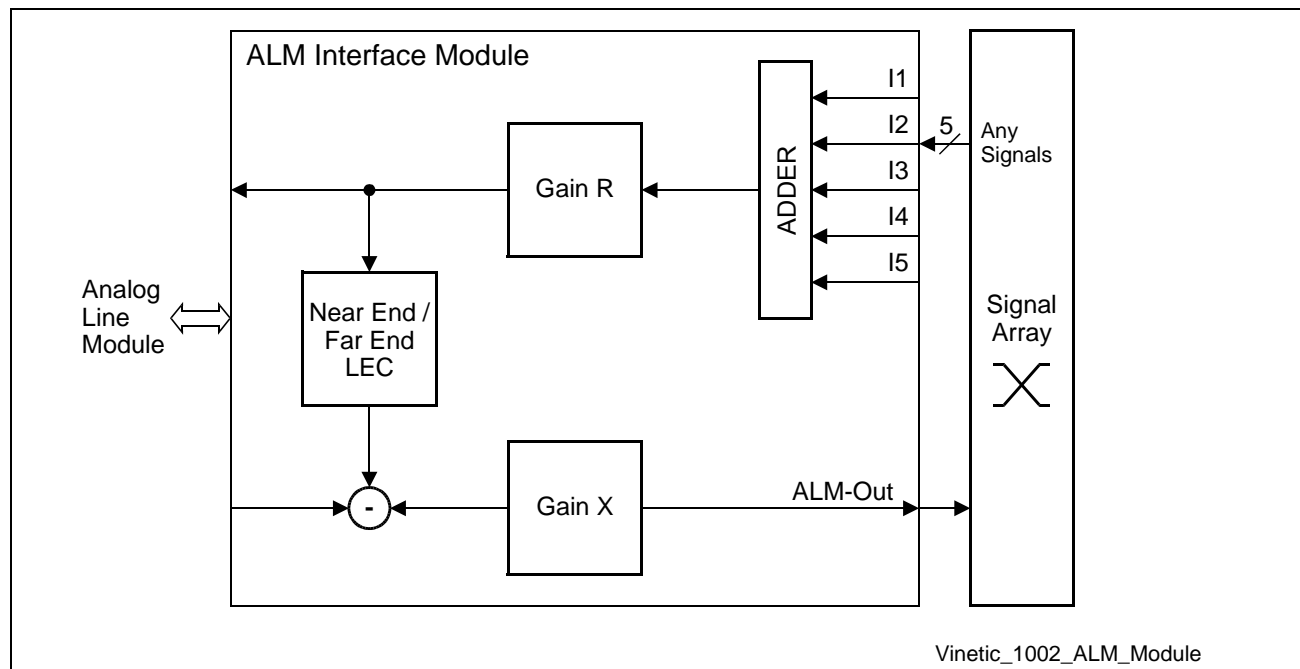 ALM Interface Module
I1
I2
I3
I4
I5
5
Any
Signals
ADDER
Gain R
Near End /
Far End
LEC
Analog
Line
Module
Signal
Array
-
Gain X
ALM-Out
Vinetic_1002_ALM_Module